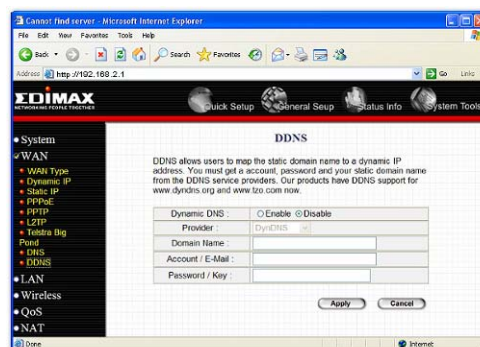 Cannot find server - Microsoft Internet Explorer
File Edit View Favorites Tools Help
Back Search Favorites
Address http://192.168.2.1 Go Links
EDIMAX
NETWORKING PEOPLE TOGETHER
Quick Setup General Seup Status Info System Tools
System
WAN
WAN Type
Dynamic IP
Static IP
PPPoE
PPTP
L2TP
Telstra Big
Pond
DNS
DDNS
LAN
Wireless
QoS
NAT
DDNS
DDNS allows users to map the static domain name to a dynamic IP
address. You must get a account, password and your static domain name
from the DDNS service providers. Our products have DDNS support for
www.dyndns.org and www.tzo.com now.
Dynamic DNS : Enable Disable
Provider : DynDNS
Domain Name :
Account / E-Mail :
Password / Key :
Apply Cancel
Done Internet